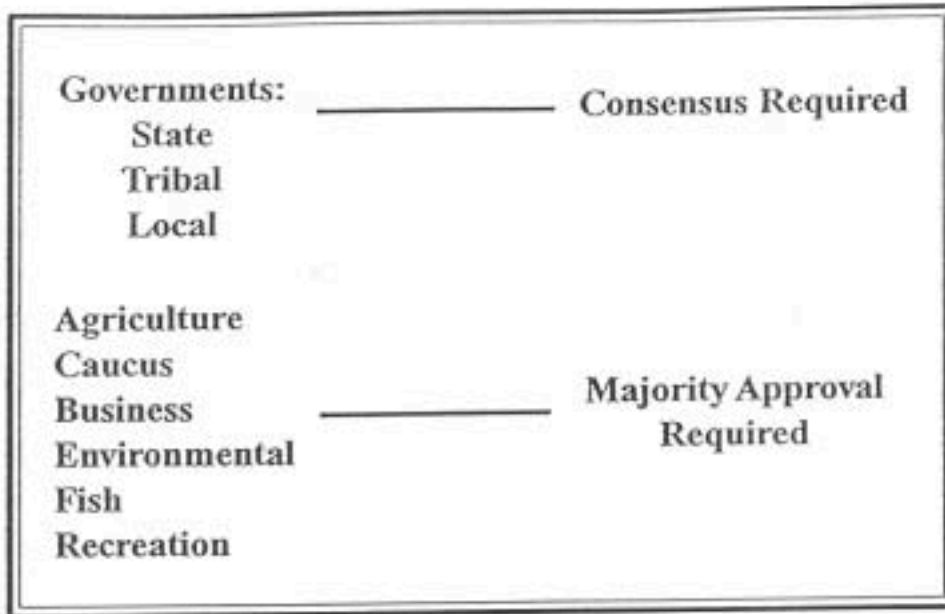 Governments:
Consensus Required
State
Tribal
Local
Agriculture
Caucus
Business
Environmental
Fish
Recreation
Majority Approval
Required